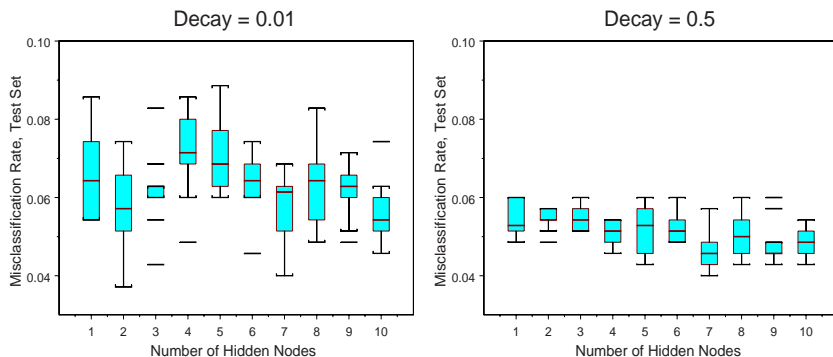 Decay = 0.01
Misclassification Rate, Test Set
0.10
0.08
0.06
0.04
1 2 3 4 5 6 7 8 9 10
Number of Hidden Nodes
Decay = 0.5
Misclassification Rate, Test Set
0.10
0.08
0.06
0.04
1 2 3 4 5 6 7 8 9 10
Number of Hidden Nodes